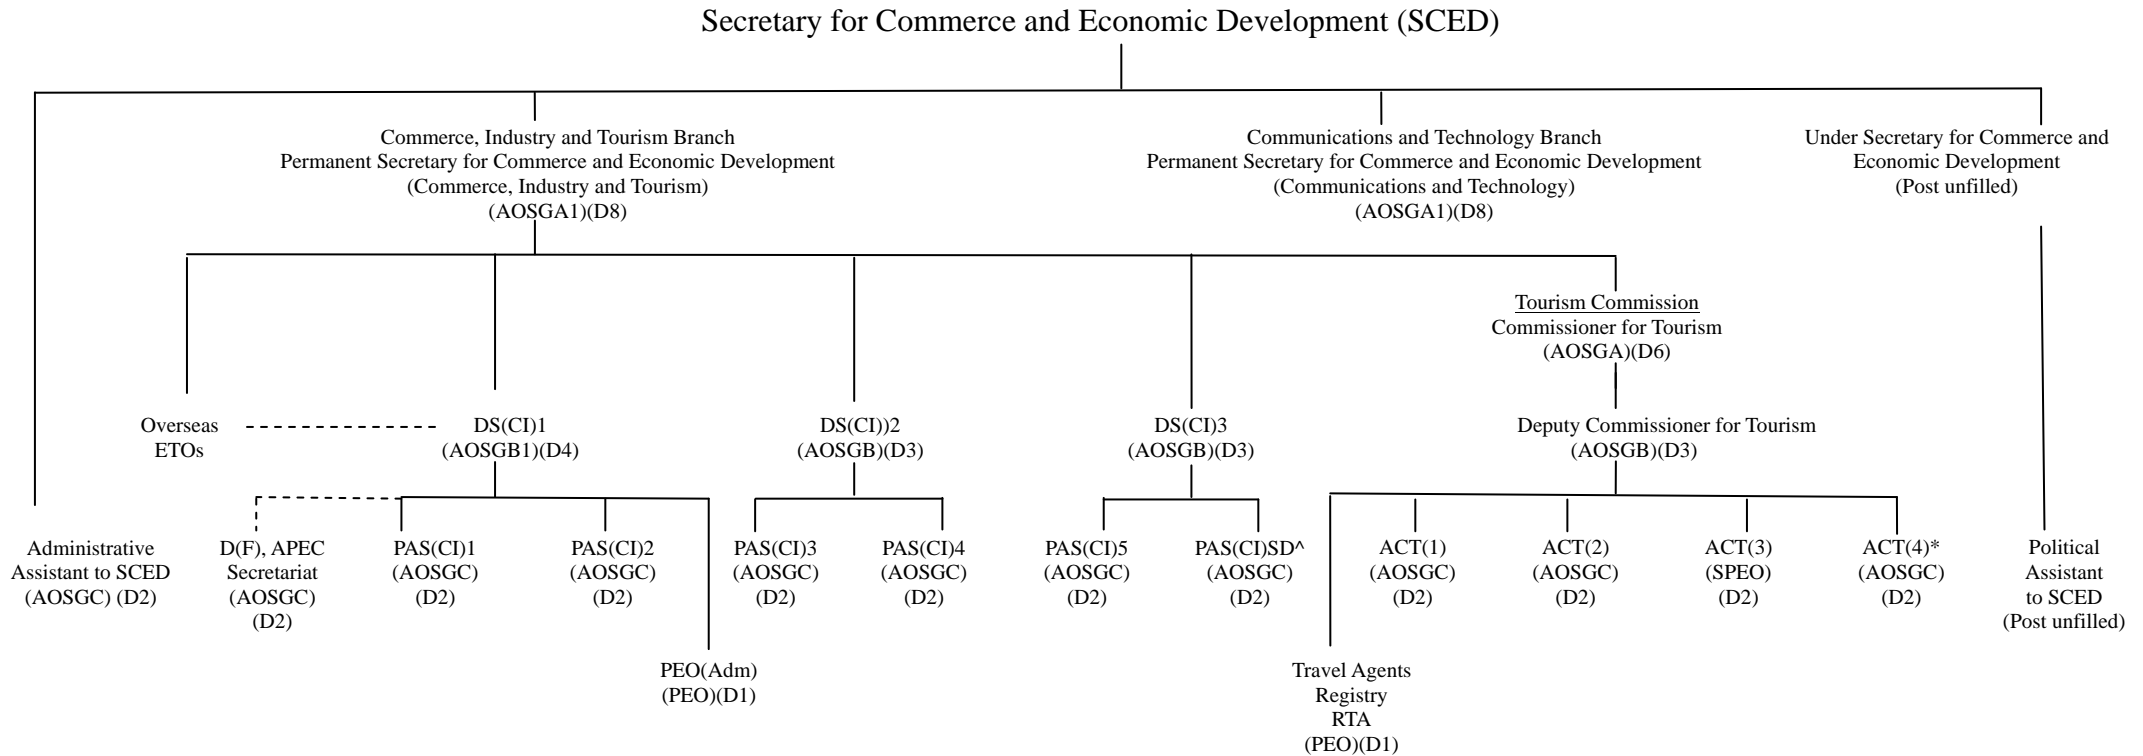 Secretary for Commerce and Economic Development (SCED)
Commerce, Industry and Tourism Branch
Permanent Secretary for Commerce and Economic Development
(Commerce, Industry and Tourism)
(AOSGA1)(D8)
Communications and Technology Branch
Permanent Secretary for Commerce and Economic Development
(Communications and Technology)
(AOSGA1)(D8)
Under Secretary for Commerce and
Economic Development
(Post unfilled)
Tourism Commission
Commissioner for Tourism
(AOSGA)(D6)
Overseas
ETOs
DS(CI)1
(AOSGB1)(D4)
DS(CI))2
(AOSGB)(D3)
DS(CI)3
(AOSGB)(D3)
Deputy Commissioner for Tourism
(AOSGB)(D3)
Administrative
Assistant to SCED
(AOSGC) (D2)
D(F), APEC
Secretariat
(AOSGC)
(D2)
PAS(CI)1
(AOSGC)
(D2)
PAS(CI)2
(AOSGC)
(D2)
PAS(CI)3
(AOSGC)
(D2)
PAS(CI)4
(AOSGC)
(D2)
PAS(CI)5
(AOSGC)
(D2)
PAS(CI)SD^
(AOSGC)
(D2)
ACT(1)
(AOSGC)
(D2)
ACT(2)
(AOSGC)
(D2)
ACT(3)
(SPEO)
(D2)
ACT(4)*
(AOSGC)
(D2)
Political
Assistant
to SCED
(Post unfilled)
PEO(Adm)
(PEO)(D1)
Travel Agents
Registry
RTA
(PEO)(D1)